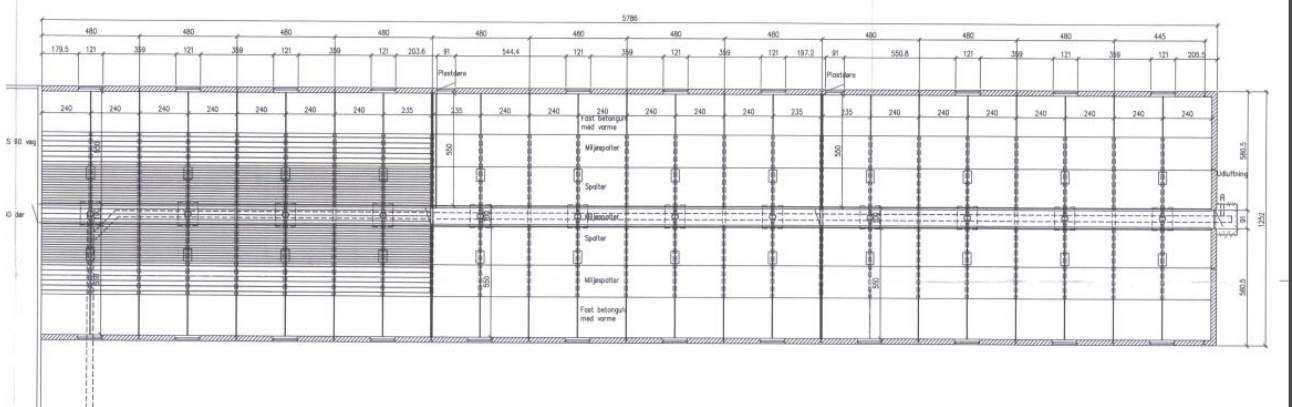 5786
480 480 480 480 480 480 480 480 480 480 480 445
179.5 121 359 121 359 121 359 121 203.6 91 544.4 121 359 121 359 121 197.2 91 550.8 121 359 121 359 121 205.5
Plastdøre Plastdøre
240 240 240 240 240 240 240 235 235 240 240 240 240 240 240 235 235 240 240 240 240 240 240 240
Fast betongulv
med varme
S 60 væg
550 550 550
580.5
Miljøspalter
Udluftning
Spalter
60 dør
Miljøspalter
91
1252
Spalter
550 550 550
Miljøspalter
580.5
Fast betongulv
med varme